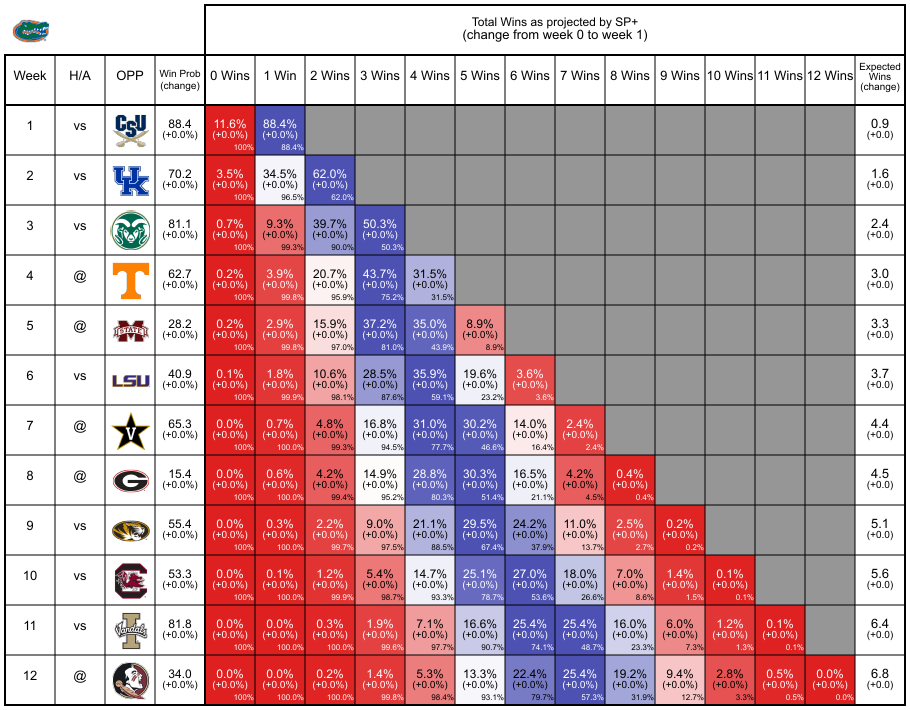 Total Wins as projected by SP+
(change from week 0 to week 1)
Week H/A OPP Win Prob (change) 0 Wins 1 Win 2 Wins 3 Wins 4 Wins 5 Wins 6 Wins 7 Wins 8 Wins 9 Wins 10 Wins 11 Wins 12 Wins Expected Wins (change)
1 vs CSU 88.4 11.6% 88.4% 0.9
(+0.0%) (+0.0%) (+0.0%) (+0.0)
100% 88.4%
2 vs UK 70.2 3.5% 34.5% 62.0% 1.6
(+0.0%) (+0.0%) (+0.0%) (+0.0%) (+0.0)
100% 96.5% 62.0%
3 vs 81.1 0.7% 9.3% 39.7% 50.3% 2.4
(+0.0%) (+0.0%) (+0.0%) (+0.0%) (+0.0%) (+0.0)
100% 99.3% 90.0% 50.3%
4 @ T 62.7 0.2% 3.9% 20.7% 43.7% 31.5% 3.0
(+0.0%) (+0.0%) (+0.0%) (+0.0%) (+0.0%) (+0.0%) (+0.0)
100% 99.8% 95.9% 75.2% 31.5%
5 @ M STATE 28.2 0.2% 2.9% 15.9% 37.2% 35.0% 8.9% 3.3
(+0.0%) (+0.0%) (+0.0%) (+0.0%) (+0.0%) (+0.0%) (+0.0%) (+0.0)
100% 99.8% 97.0% 81.0% 43.9% 8.9%
6 vs LSU 40.9 0.1% 1.8% 10.6% 28.5% 35.9% 19.6% 3.6% 3.7
(+0.0%) (+0.0%) (+0.0%) (+0.0%) (+0.0%) (+0.0%) (+0.0%) (+0.0%) (+0.0)
100% 99.9% 98.1% 87.6% 59.1% 23.2% 3.6%
7 @ V 65.3 0.0% 0.7% 4.8% 16.8% 31.0% 30.2% 14.0% 2.4% 4.4
(+0.0%) (+0.0%) (+0.0%) (+0.0%) (+0.0%) (+0.0%) (+0.0%) (+0.0%) (+0.0%) (+0.0)
100% 100.0% 99.3% 94.5% 77.7% 46.6% 16.4% 2.4%
8 @ G 15.4 0.0% 0.6% 4.2% 14.9% 28.8% 30.3% 16.5% 4.2% 0.4% 4.5
(+0.0%) (+0.0%) (+0.0%) (+0.0%) (+0.0%) (+0.0%) (+0.0%) (+0.0%) (+0.0%) (+0.0%) (+0.0)
100% 100.0% 99.4% 95.2% 80.3% 51.4% 21.1% 4.5% 0.4%
9 vs 55.4 0.0% 0.3% 2.2% 9.0% 21.1% 29.5% 24.2% 11.0% 2.5% 0.2% 5.1
(+0.0%) (+0.0%) (+0.0%) (+0.0%) (+0.0%) (+0.0%) (+0.0%) (+0.0%) (+0.0%) (+0.0%) (+0.0%) (+0.0)
100% 100.0% 99.7% 97.5% 88.5% 67.4% 37.9% 13.7% 2.7% 0.2%
10 vs C 53.3 0.0% 0.1% 1.2% 5.4% 14.7% 25.1% 27.0% 18.0% 7.0% 1.4% 0.1% 5.6
(+0.0%) (+0.0%) (+0.0%) (+0.0%) (+0.0%) (+0.0%) (+0.0%) (+0.0%) (+0.0%) (+0.0%) (+0.0%) (+0.0%) (+0.0)
100% 100.0% 99.9% 98.7% 93.3% 78.7% 53.6% 26.6% 8.6% 1.5% 0.1%
11 vs I Vandals 81.8 0.0% 0.0% 0.3% 1.9% 7.1% 16.6% 25.4% 25.4% 16.0% 6.0% 1.2% 0.1% 6.4
(+0.0%) (+0.0%) (+0.0%) (+0.0%) (+0.0%) (+0.0%) (+0.0%) (+0.0%) (+0.0%) (+0.0%) (+0.0%) (+0.0%) (+0.0%) (+0.0)
100% 100.0% 100.0% 99.6% 97.7% 90.7% 74.1% 48.7% 23.3% 7.3% 1.3% 0.1%
12 @ 34.0 0.0% 0.0% 0.2% 1.4% 5.3% 13.3% 22.4% 25.4% 19.2% 9.4% 2.8% 0.5% 0.0% 6.8
(+0.0%) (+0.0%) (+0.0%) (+0.0%) (+0.0%) (+0.0%) (+0.0%) (+0.0%) (+0.0%) (+0.0%) (+0.0%) (+0.0%) (+0.0%) (+0.0%) (+0.0)
100% 100.0% 100.0% 99.8% 98.4% 93.1% 79.7% 57.3% 31.9% 12.7% 3.3% 0.5% 0.0%